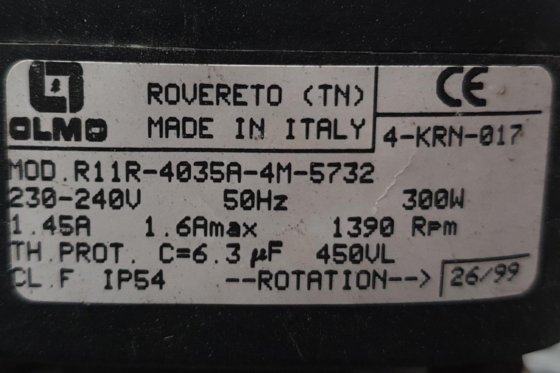 OLMO
ROVERETO (TN)
MADE IN ITALY
CE
4-KRN-017
MOD.R11R-4035A-4M-5732
230-240V 50Hz 300W
1.45A 1.6Amax 1390 Rpm
TH.PROT. C=6.3 µF 450VL
CL.F IP54 --ROTATION--> 26/99